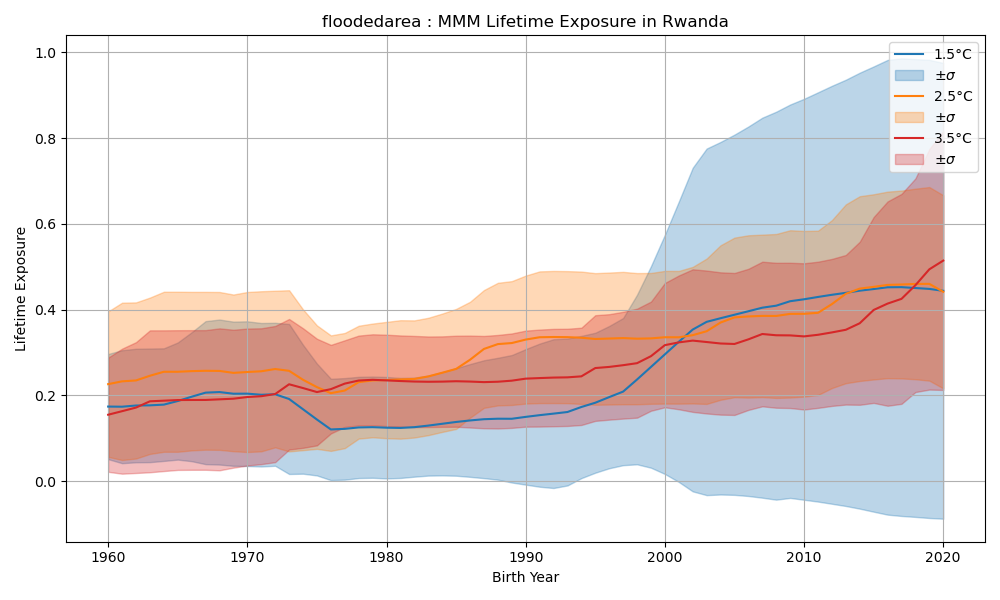 floodedarea : MMM Lifetime Exposure in Rwanda
1.5°C
±σ
2.5°C
±σ
3.5°C
±σ
Lifetime Exposure
1.0
0.8
0.6
0.4
0.2
0.0
1960 1970 1980 1990 2000 2010 2020
Birth Year